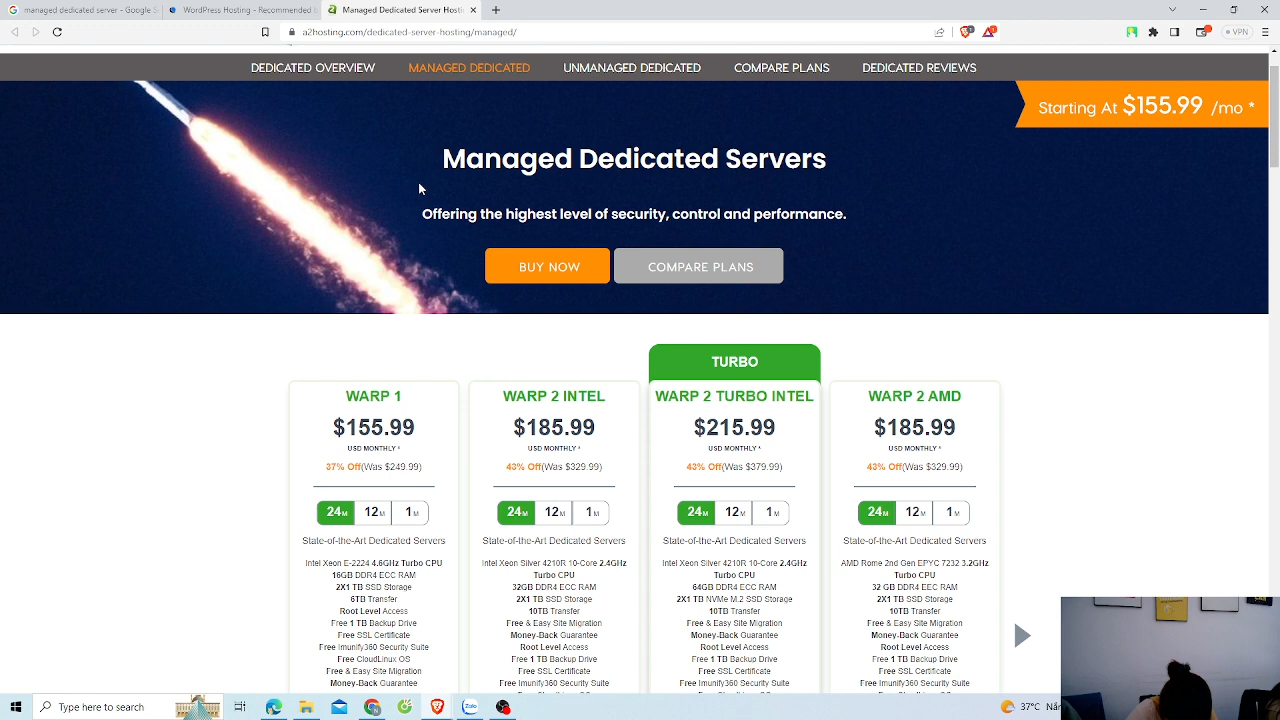 managed dedicated server - Google S
WordPress Hosting - Recommended
Managed Dedicated Server Hostin
a2hosting.com/dedicated-server-hosting/managed/
VPN
DEDICATED OVERVIEW
MANAGED DEDICATED
UNMANAGED DEDICATED
COMPARE PLANS
DEDICATED REVIEWS
Starting At $155.99 /mo *
Managed Dedicated Servers
Offering the highest level of security, control and performance.
BUY NOW
COMPARE PLANS
TURBO
WARP 1
$155.99
USD MONTHLY *
37% Off(Was $249.99)
24M 12M 1M
State-of-the-Art Dedicated Servers
Intel Xeon E-2224 4.6GHz Turbo CPU
16GB DDR4 ECC RAM
2X1 TB SSD Storage
6TB Transfer
Root Level Access
Free 1 TB Backup Drive
Free SSL Certificate
Free Imunify360 Security Suite
Free CloudLinux OS
Free & Easy Site Migration
Money-Back Guarantee
WARP 2 INTEL
$185.99
USD MONTHLY *
43% Off(Was $329.99)
24M 12M 1M
State-of-the-Art Dedicated Servers
Intel Xeon Silver 4210R 10-Core 2.4GHz
Turbo CPU
32GB DDR4 EEC RAM
2X1 TB SSD Storage
10TB Transfer
Free & Easy Site Migration
Money-Back Guarantee
Root Level Access
Free 1 TB Backup Drive
Free SSL Certificate
Free Imunify360 Security Suite
WARP 2 TURBO INTEL
$215.99
USD MONTHLY *
43% Off(Was $379.99)
24M 12M 1M
State-of-the-Art Dedicated Servers
Intel Xeon Silver 4210R 10-Core 2.4GHz
Turbo CPU
64GB DDR4 EEC RAM
2X1 TB NVMe M.2 SSD Storage
10TB Transfer
Free & Easy Site Migration
Money-Back Guarantee
Root Level Access
Free 1 TB Backup Drive
Free SSL Certificate
Free Imunify360 Security Suite
WARP 2 AMD
$185.99
USD MONTHLY *
43% Off(Was $329.99)
24M 12M 1M
State-of-the-Art Dedicated Servers
AMD Rome 2nd Gen EPYC 7232 3.2GHz
Turbo CPU
32 GB DDR4 EEC RAM
2X1 TB SSD Storage
10TB Transfer
Free & Easy Site Migration
Money-Back Guarantee
Root Level Access
Free 1 TB Backup Drive
Free SSL Certificate
Free Imunify360 Security Suite
Type here to search
Zalo
37°C Nắn